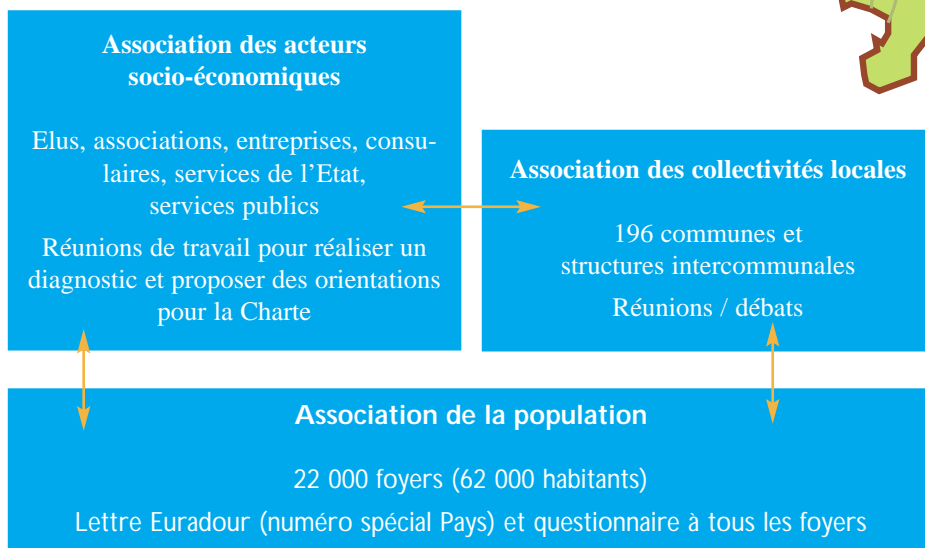 Association des acteurs
socio-économiques
Elus, associations, entreprises, consu-
laires, services de l’Etat,
services publics
Réunions de travail pour réaliser un
diagnostic et proposer des orientations
pour la Charte
Association des collectivités locales
196 communes et
structures intercommunales
Réunions / débats
Association de la population
22 000 foyers (62 000 habitants)
Lettre Euradour (numéro spécial Pays) et questionnaire à tous les foyers